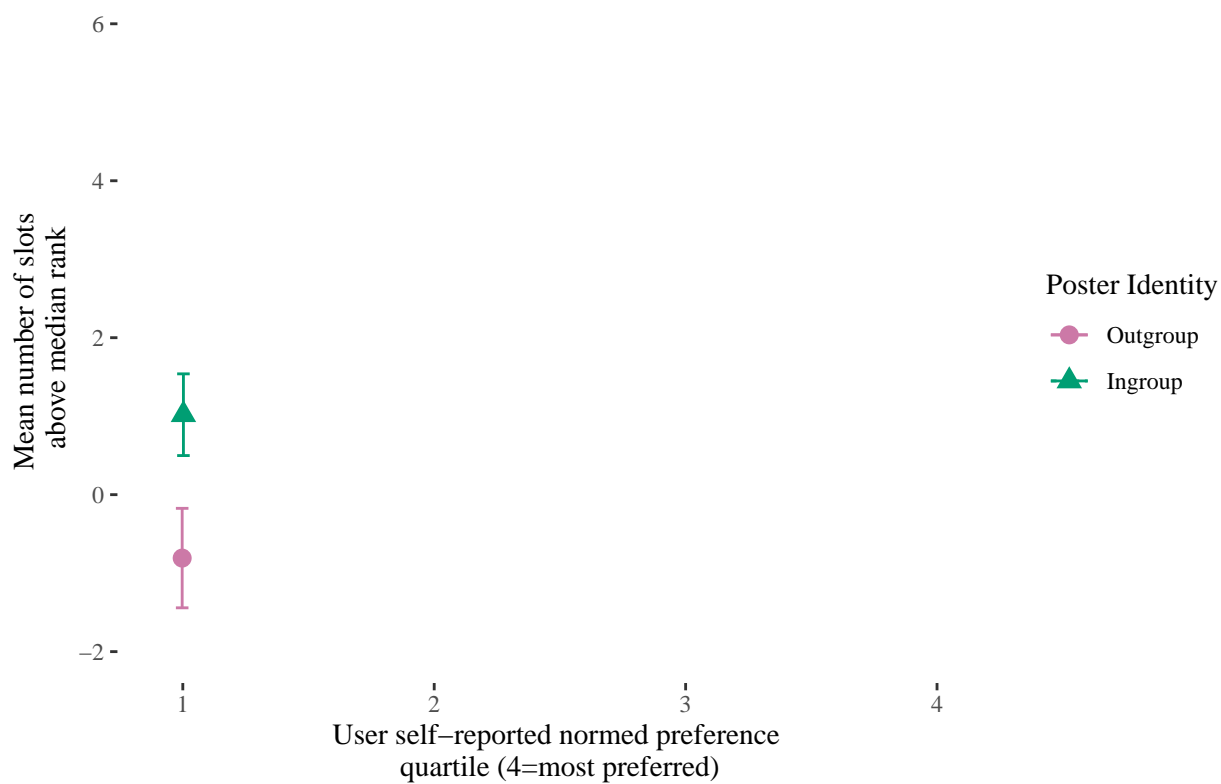 6
4
2
0
−2
Mean number of slots
above median rank
1 2 3 4
User self−reported normed preference
quartile (4=most preferred)
Poster Identity
Outgroup
Ingroup